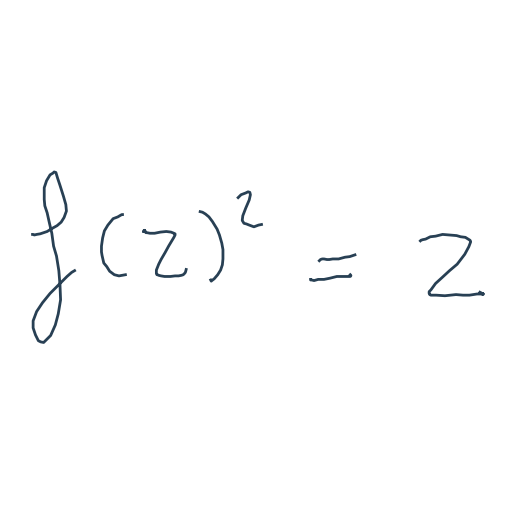 f(z)² = z